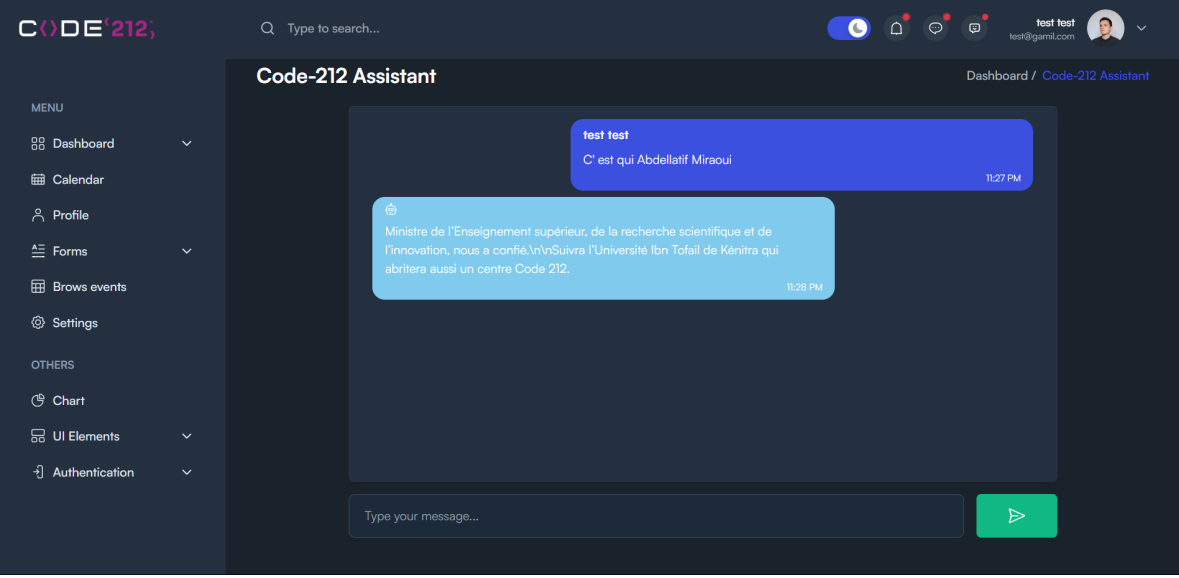 C<>DE'212;
Type to search...
test test
test@gamil.com
Code-212 Assistant
Dashboard / Code-212 Assistant
MENU
Dashboard
Calendar
Profile
Forms
Brows events
Settings
OTHERS
Chart
UI Elements
Authentication
test test
C' est qui Abdellatif Miraoui
11:27 PM
Ministre de l'Enseignement supérieur, de la recherche scientifique et de
l'innovation, nous a confié.\n\nSuivra l'Université Ibn Tofail de Kénitra qui
abritera aussi un centre Code 212.
11:28 PM
Type your message...